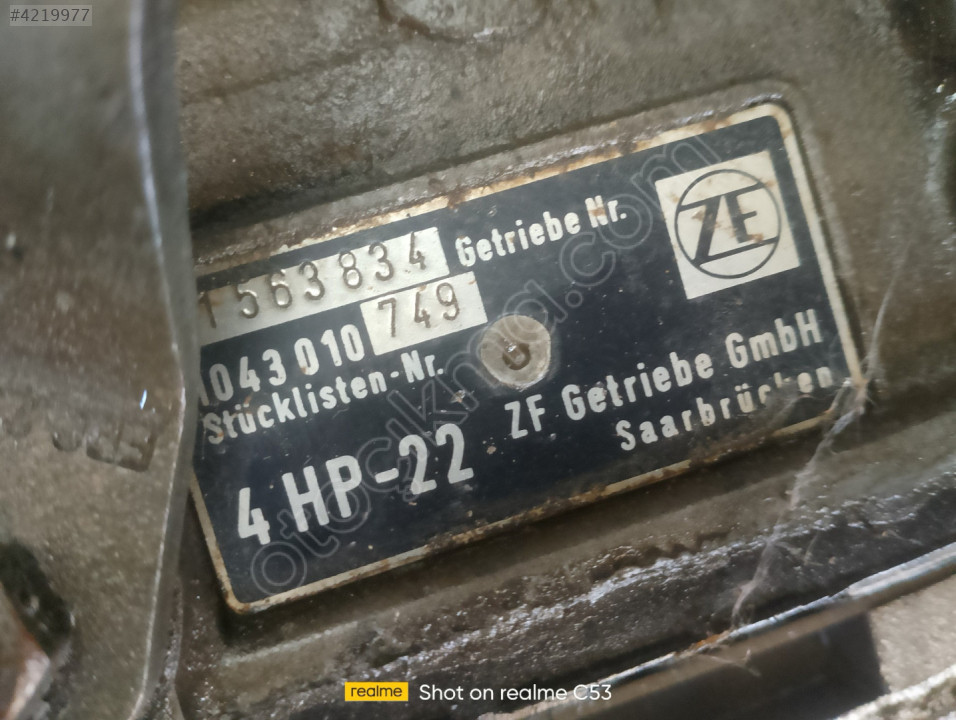 #4219977
1563834 Getriebe Nr.
ZF
1043 010 749
Stücklisten-Nr.
4 HP-22
ZF Getriebe GmbH
Saarbrücken
otocikma.com
realme Shot on realme C53